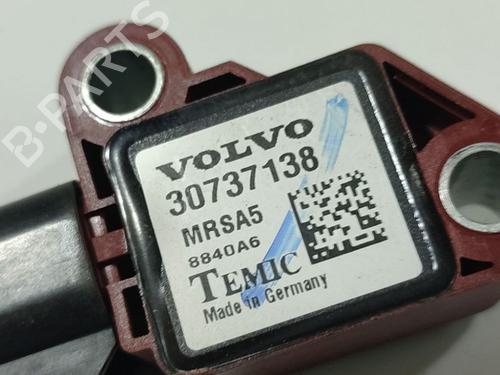 B-PARTS
VOLVO
30737138
MRSA5
8840A6
TEMIC
Made in Germany